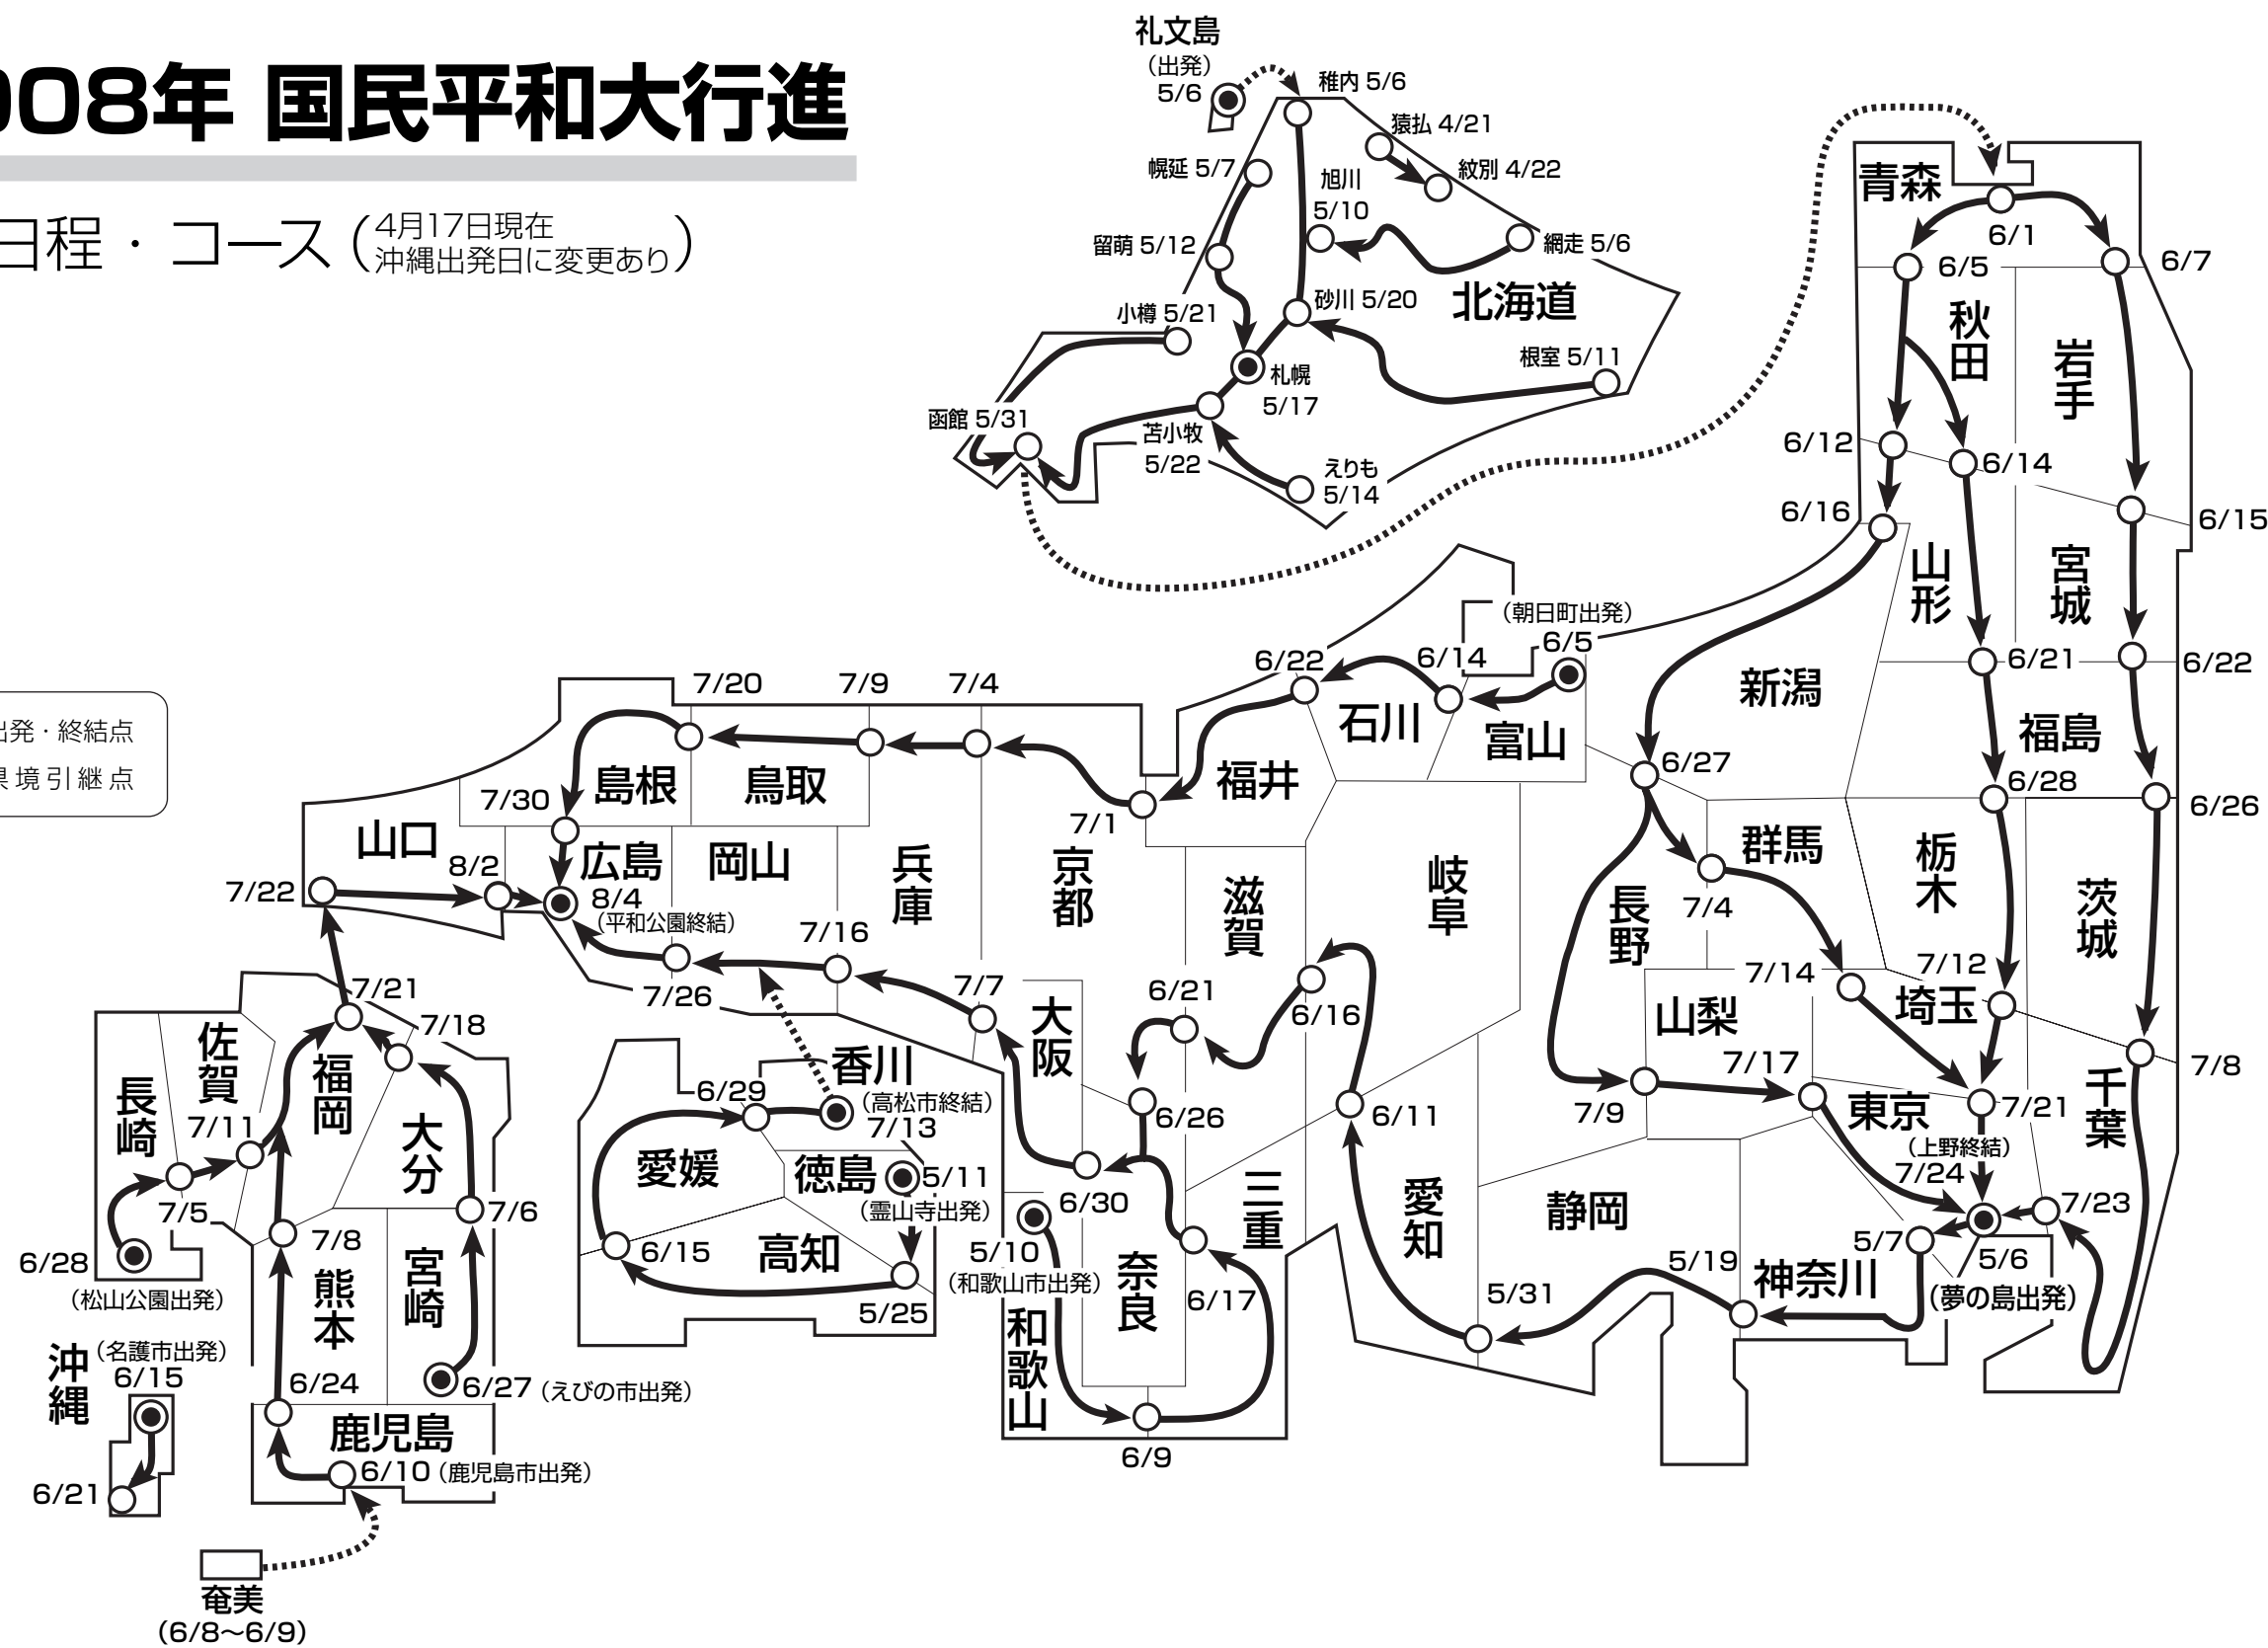 008年 国民平和大行進
日程・コース
(4月17日現在
沖縄出発日に変更あり)
出発・終結点
県境引継点
礼文島
(出発)
5/6
稚内 5/6
猿払 4/21
紋別 4/22
幌延 5/7
旭川
5/10
網走 5/6
留萌 5/12
砂川 5/20
北海道
小樽 5/21
根室 5/11
札幌
5/17
函館 5/31
苫小牧
5/22
えりも
5/14
青森
6/1
6/5
6/7
秋田
岩手
6/12
6/14
6/15
6/16
山形
宮城
6/21
6/22
新潟
福島
6/27
6/28
6/26
(朝日町出発)
6/5
6/14
6/22
石川
富山
福井
7/1
7/4
7/9
7/20
島根
鳥取
7/30
山口
8/2
広島
8/4
(平和公園終結)
岡山
兵庫
京都
滋賀
岐阜
長野
群馬
栃木
茨城
7/4
7/22
7/16
7/26
7/7
7/14
7/12
埼玉
山梨
7/17
7/9
東京
7/21
(上野終結)
7/24
千葉
7/8
7/23
5/6
(夢の島出発)
5/7
神奈川
5/19
静岡
5/31
愛知
6/11
6/16
6/21
6/26
三重
6/17
大阪
6/30
奈良
5/10
(和歌山市出発)
和歌山
6/9
香川
(高松市終結)
7/13
6/29
愛媛
徳島
5/11
(霊山寺出発)
6/15
高知
5/25
7/21
7/18
佐賀
福岡
長崎
7/11
大分
7/5
7/6
6/28
(松山公園出発)
7/8
熊本
宮崎
6/24
6/27(えびの市出発)
鹿児島
6/10(鹿児島市出発)
沖縄
(名護市出発)
6/15
6/21
奄美
(6/8〜6/9)